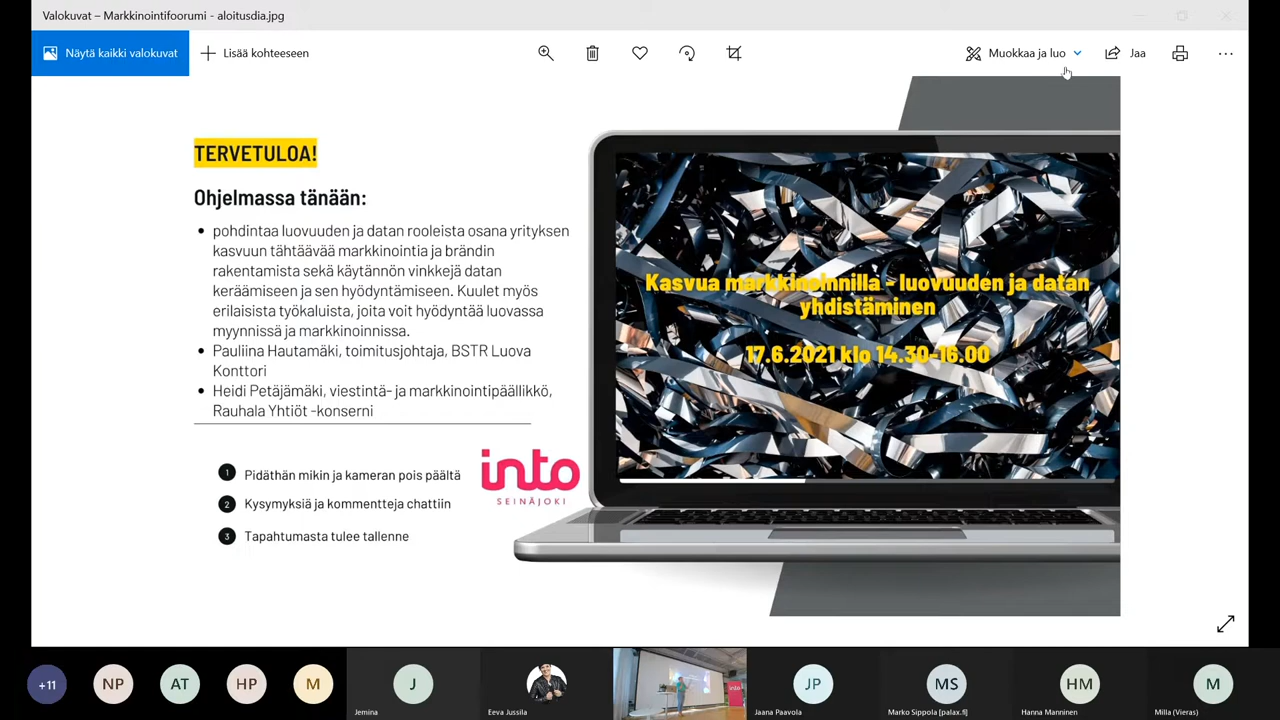 Valokuvat – Markkinointifoorumi - aloitusdia.jpg
Näytä kaikki valokuvat
Lisää kohteeseen
Muokkaa ja luo
Jaa
TERVETULOA!
Ohjelmassa tänään:
pohdintaa luovuuden ja datan rooleista osana yrityksen
kasvuun tähtäävää markkinointia ja brändin
rakentamista sekä käytännön vinkkejä datan
keräämiseen ja sen hyödyntämiseen. Kuulet myös
erilaisista työkaluista, joita voit hyödyntää luovassa
myynnissä ja markkinoinnissa.
Pauliina Hautamäki, toimitusjohtaja, BSTR Luova
Konttori
Heidi Petäjämäki, viestintä- ja markkinointipäällikkö,
Rauhala Yhtiöt -konserni
1 Pidäthän mikin ja kameran pois päältä
2 Kysymyksiä ja kommentteja chattiin
3 Tapahtumasta tulee tallenne
into
SEINÄJOKI
Kasvua markkinoinnilla - luovuuden ja datan
yhdistäminen
17.6.2021 klo 14.30-16.00
+11
NP
AT
HP
M
J
Jemina
Eeva Jussila
into
JP
Jaana Paavola
MS
Marko Sippola [palax.fi]
HM
Hanna Manninen
M
Milla (Vieras)